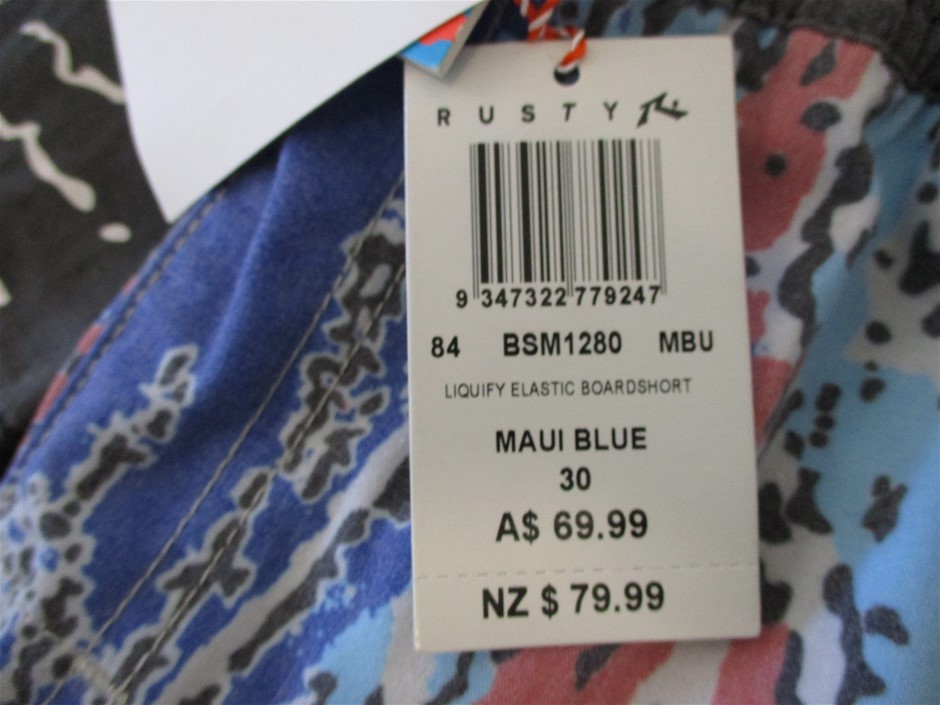 RUSTY
9 347322 779247
84 BSM1280 MBU
LIQUIFY ELASTIC BOARDSHORT
MAUI BLUE
30
A$ 69.99
NZ $ 79.99